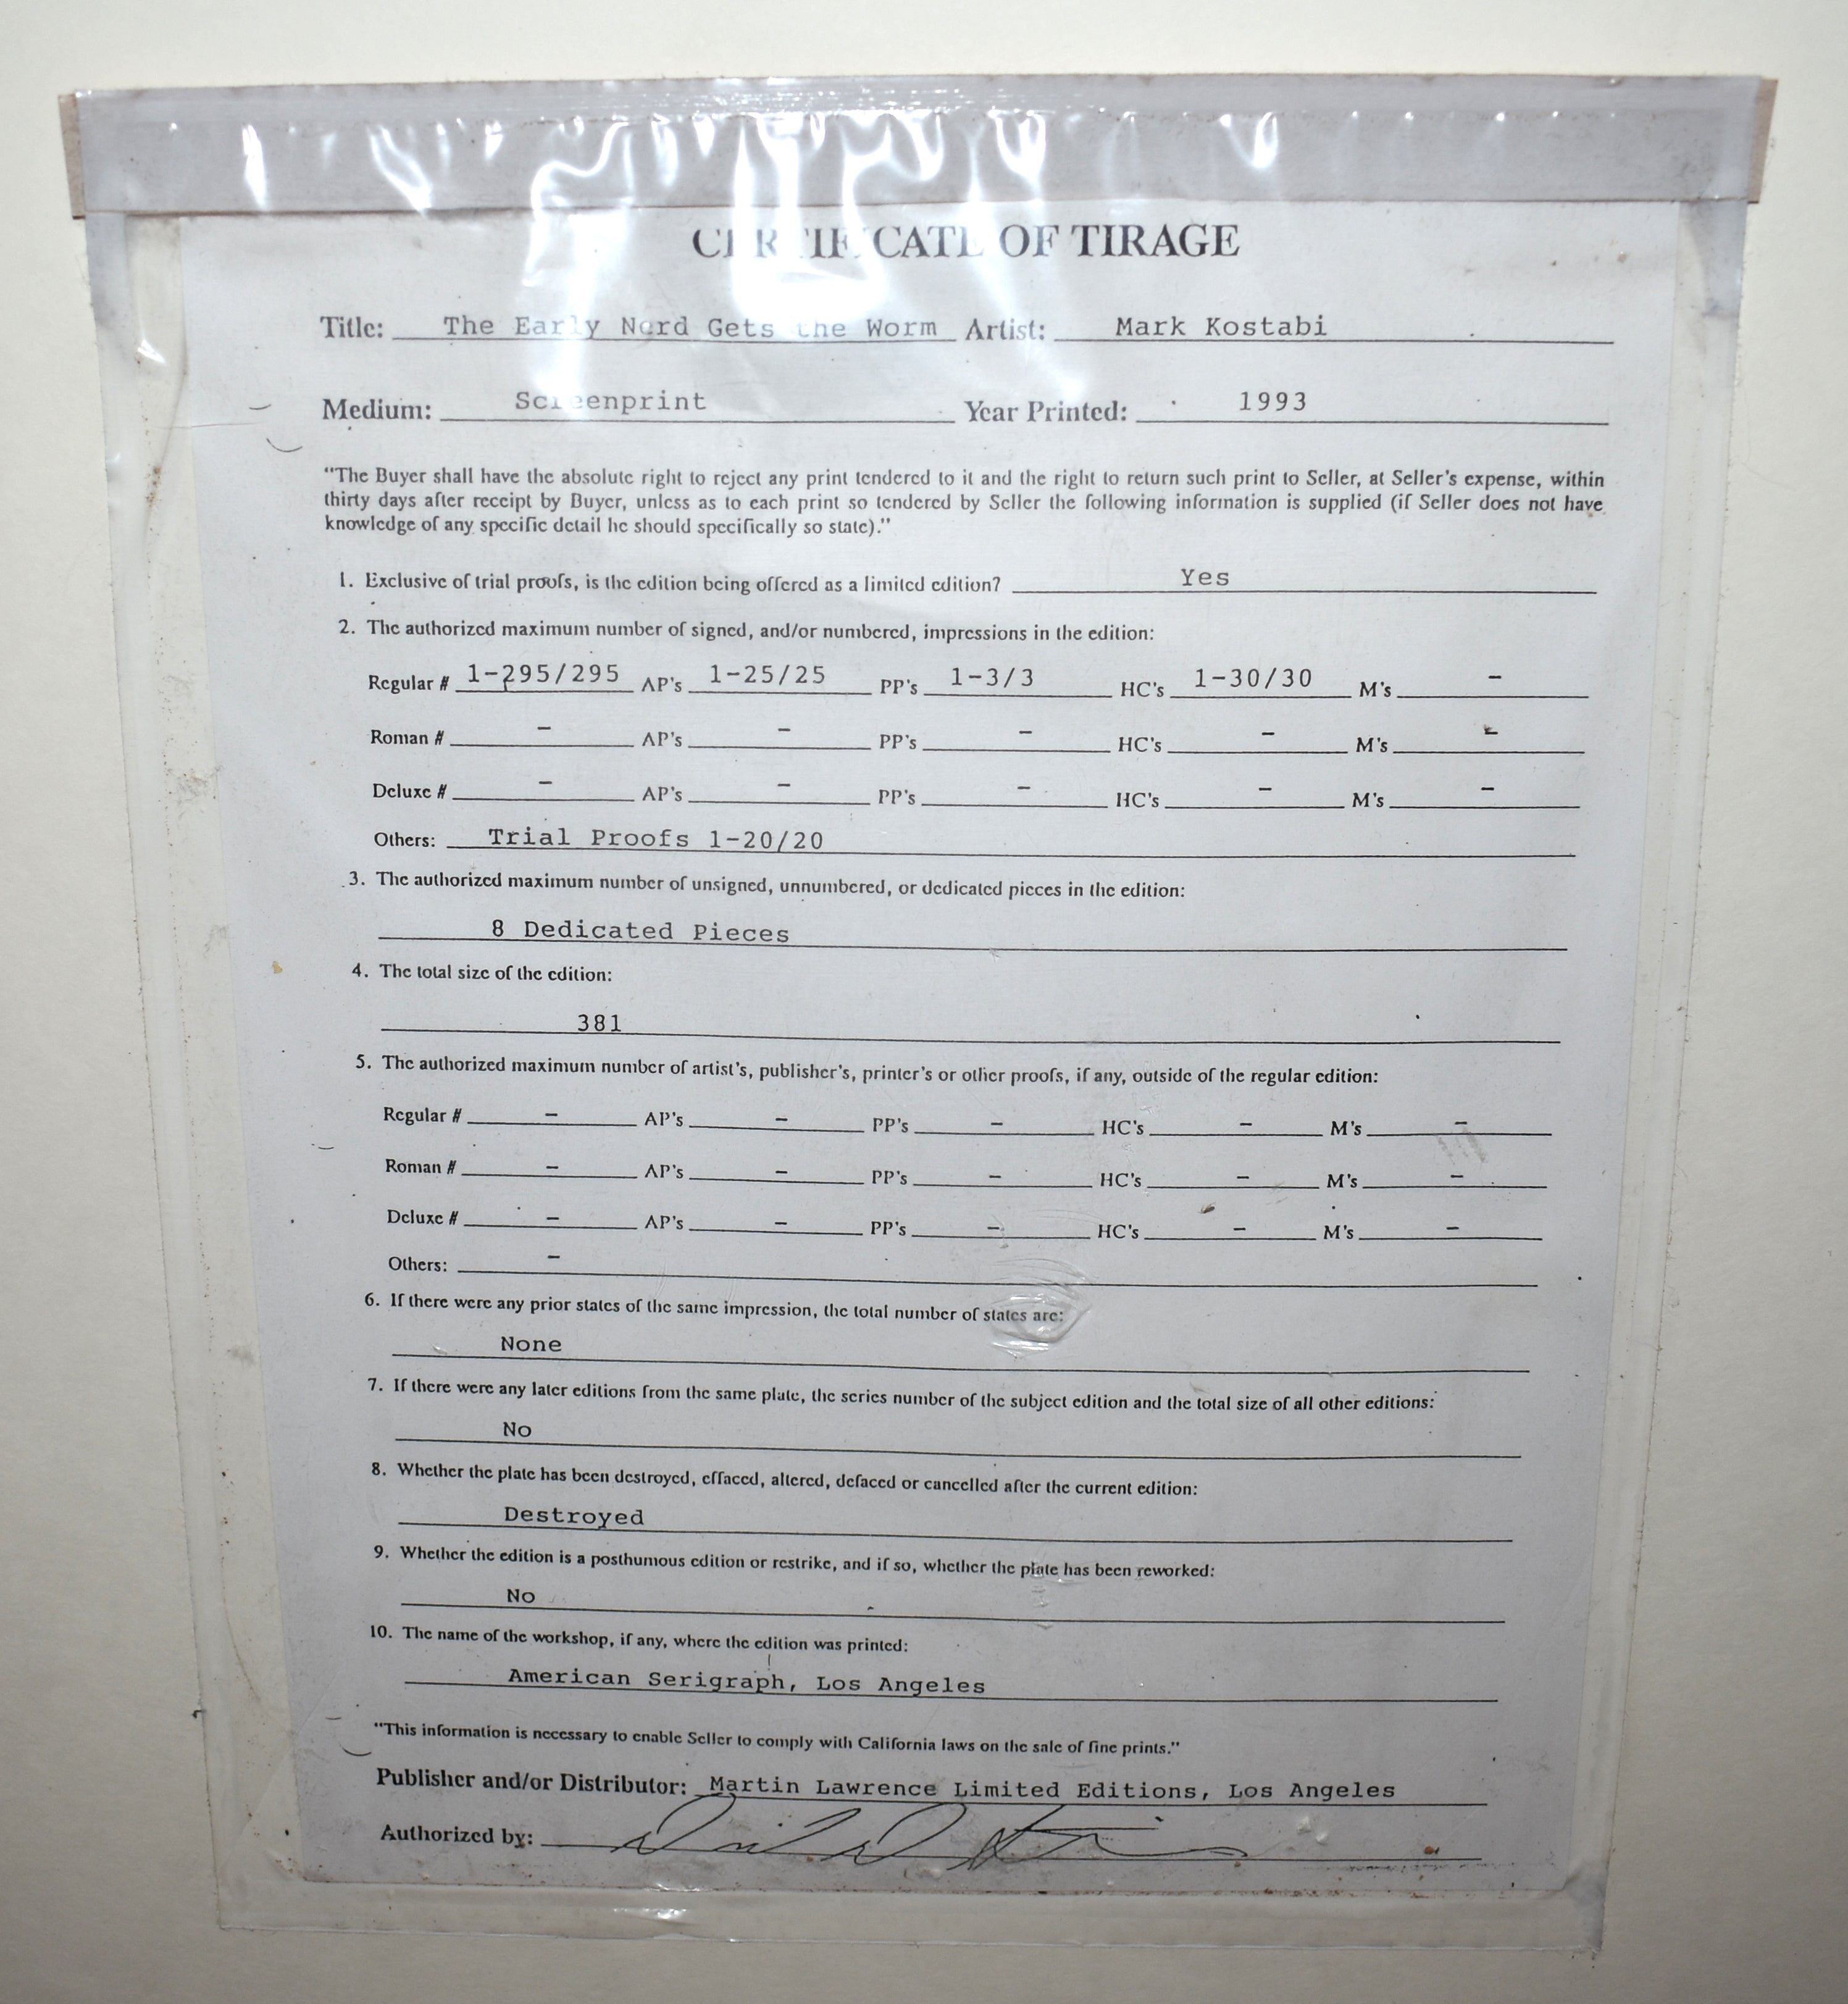 CERTIFICATE OF TIRAGE
Title: The Early Nerd Gets the Worm Artist: Mark Kostabi
Medium: Screenprint Year Printed: 1993
"The Buyer shall have the absolute right to reject any print tendered to it and the right to return such print to Seller, at Seller's expense, within
thirty days after receipt by Buyer, unless as to each print so tendered by Seller the following information is supplied (if Seller does not have
knowledge of any specific detail he should specifically so state)."
1. Exclusive of trial proofs, is the edition being offered as a limited edition? Yes
2. The authorized maximum number of signed, and/or numbered, impressions in the edition:
Regular # 1-295/295 AP's 1-25/25 PP's 1-3/3 HC's 1-30/30 M's -
Roman # - AP's - PP's - HC's - M's -
Deluxe # - AP's - PP's - HC's - M's -
Others: Trial Proofs 1-20/20
3. The authorized maximum number of unsigned, unnumbered, or dedicated pieces in the edition:
8 Dedicated Pieces
4. The total size of the edition:
381
5. The authorized maximum number of artist's, publisher's, printer's or other proofs, if any, outside of the regular edition:
Regular # - AP's - PP's - HC's - M's -
Roman # - AP's - PP's - HC's - M's -
Deluxe # - AP's - PP's - HC's - M's -
Others: -
6. If there were any prior states of the same impression, the total number of states are:
None
7. If there were any later editions from the same plate, the series number of the subject edition and the total size of all other editions:
No
8. Whether the plate has been destroyed, effaced, altered, defaced or cancelled after the current edition:
Destroyed
9. Whether the edition is a posthumous edition or restrike, and if so, whether the plate has been reworked:
No
10. The name of the workshop, if any, where the edition was printed:
American Serigraph, Los Angeles
"This information is necessary to enable Seller to comply with California laws on the sale of fine prints."
Publisher and/or Distributor: Martin Lawrence Limited Editions, Los Angeles
Authorized by: